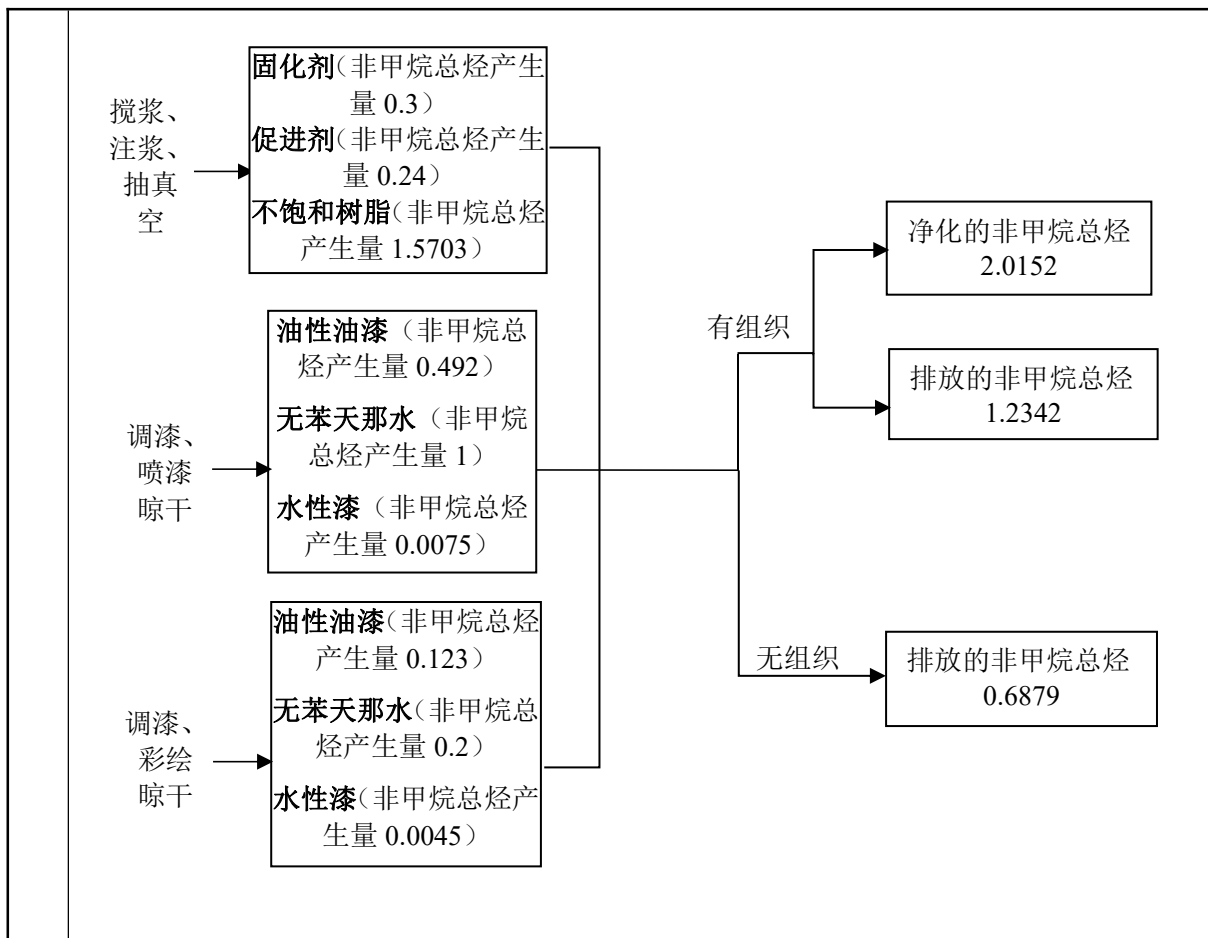 搅浆、
注浆、
抽真
空
固化剂（非甲烷总烃产生
量 0.3）
促进剂（非甲烷总烃产生
量 0.24）
不饱和树脂（非甲烷总烃
产生量 1.5703）
调漆、
喷漆
晾干
油性油漆（非甲烷总
烃产生量 0.492）
无苯天那水（非甲烷
总烃产生量 1）
水性漆（非甲烷总烃
产生量 0.0075）
调漆、
彩绘
晾干
油性油漆（非甲烷总烃
产生量 0.123）
无苯天那水（非甲烷总
烃产生量 0.2）
水性漆（非甲烷总烃产
生量 0.0045）
有组织
净化的非甲烷总烃
2.0152
排放的非甲烷总烃
1.2342
无组织
排放的非甲烷总烃
0.6879